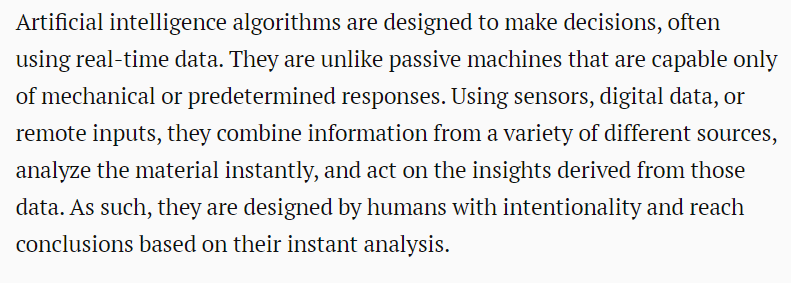 Artificial intelligence algorithms are designed to make decisions, often
using real-time data. They are unlike passive machines that are capable only
of mechanical or predetermined responses. Using sensors, digital data, or
remote inputs, they combine information from a variety of different sources,
analyze the material instantly, and act on the insights derived from those
data. As such, they are designed by humans with intentionality and reach
conclusions based on their instant analysis.